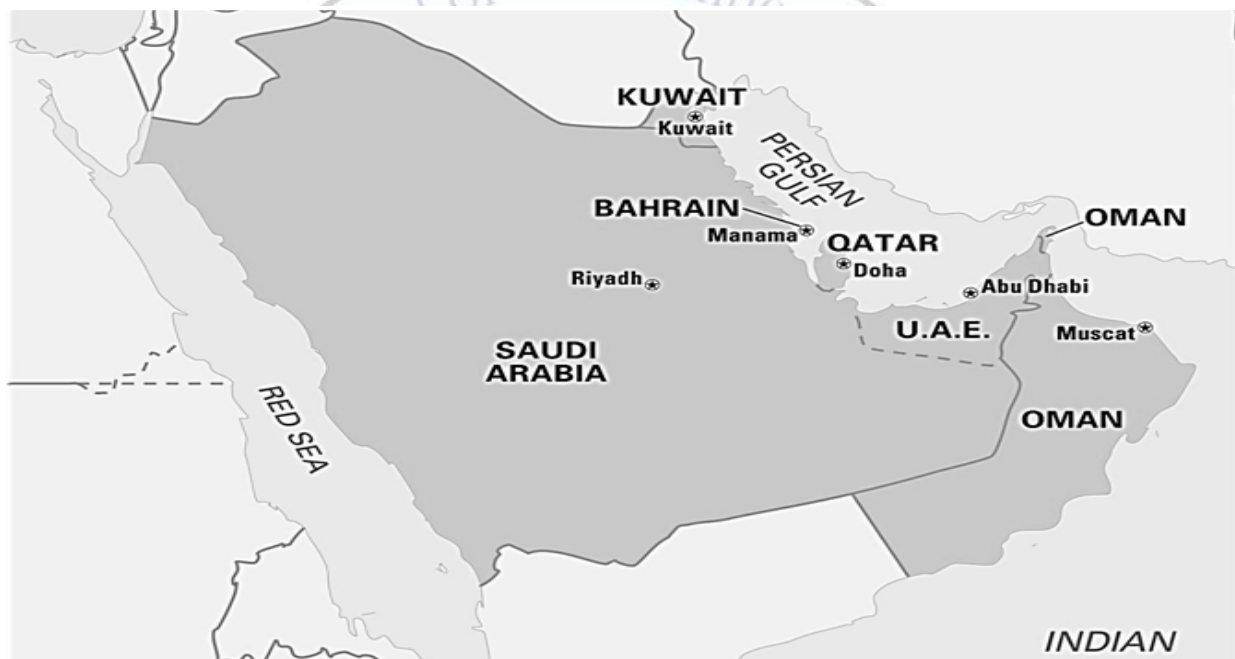 KUWAIT
Kuwait
PERSIAN
GULF
BAHRAIN
Manama
QATAR
Doha
OMAN
Riyadh
Abu Dhabi
U.A.E.
Muscat
SAUDI
ARABIA
RED SEA
OMAN
INDIAN